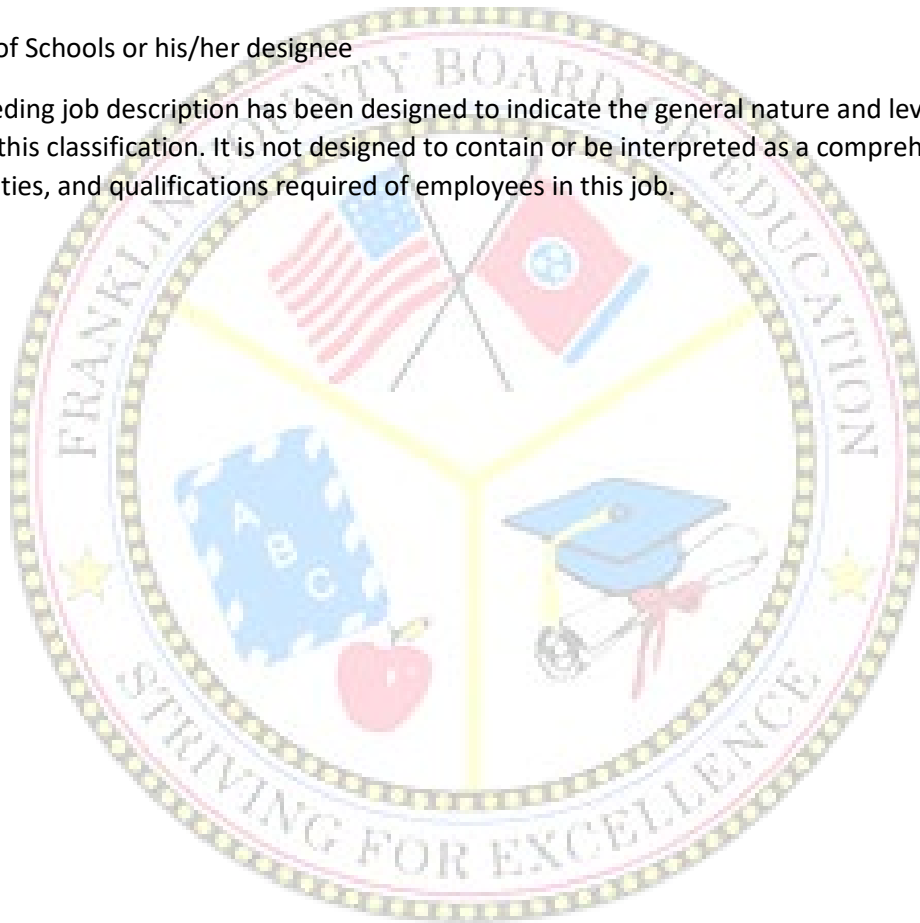 of Schools or his/her designee
eding job description has been designed to indicate the general nature and lev
this classification. It is not designed to contain or be interpreted as a compreh
ties, and qualifications required of employees in this job.
FRANKLIN COUNTY BOARD OF EDUCATION
A
B
C
STRIVING FOR EXCELLENCE